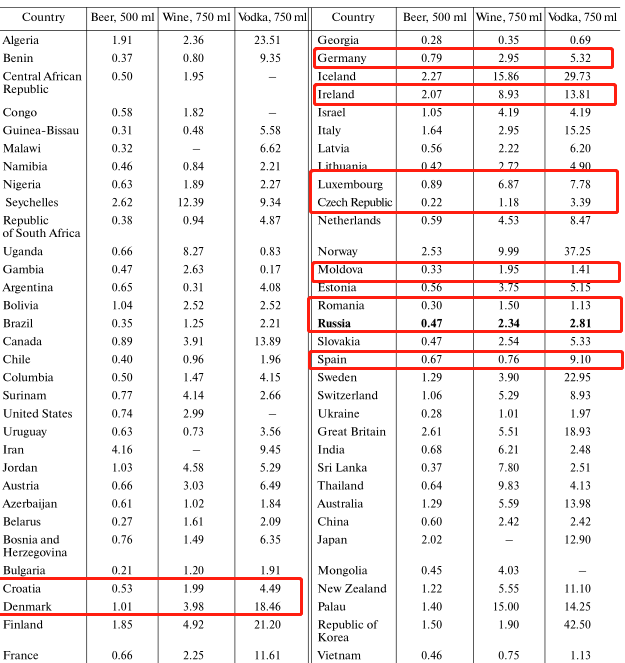 Country Beer, 500 ml Wine, 750 ml Vodka, 750 ml
Algeria 1.91 2.36 23.51
Benin 0.37 0.80 9.35
Central African
Republic 0.50 1.95 –
Congo 0.58 1.82 –
Guinea-Bissau 0.31 0.48 5.58
Malawi 0.32 – 6.62
Namibia 0.46 0.84 2.21
Nigeria 0.63 1.89 2.27
Seychelles 2.62 12.39 9.34
Republic
of South Africa 0.38 0.94 4.87
Uganda 0.66 8.27 0.83
Gambia 0.47 2.63 0.17
Argentina 0.65 0.31 4.08
Bolivia 1.04 2.52 2.52
Brazil 0.35 1.25 2.21
Canada 0.89 3.91 13.89
Chile 0.40 0.96 1.96
Columbia 0.50 1.47 4.15
Surinam 0.77 4.14 2.66
United States 0.74 2.99 –
Uruguay 0.63 0.73 3.56
Iran 4.16 – 9.45
Jordan 1.03 4.58 5.29
Austria 0.66 3.03 6.49
Azerbaijan 0.61 1.02 1.84
Belarus 0.27 1.61 2.09
Bosnia and
Herzegovina 0.76 1.49 6.35
Bulgaria 0.21 1.20 1.91
Croatia 0.53 1.99 4.49
Denmark 1.01 3.98 18.46
Finland 1.85 4.92 21.20
France 0.66 2.25 11.61
Country Beer, 500 ml Wine, 750 ml Vodka, 750 ml
Georgia 0.28 0.35 0.69
Germany 0.79 2.95 5.32
Iceland 2.27 15.86 29.73
Ireland 2.07 8.93 13.81
Israel 1.05 4.19 4.19
Italy 1.64 2.95 15.25
Latvia 0.56 2.22 6.20
Lithuania 0.42 2.72 4.90
Luxembourg 0.89 6.87 7.78
Czech Republic 0.22 1.18 3.39
Netherlands 0.59 4.53 8.47
Norway 2.53 9.99 37.25
Moldova 0.33 1.95 1.41
Estonia 0.56 3.75 5.15
Romania 0.30 1.50 1.13
Russia 0.47 2.34 2.81
Slovakia 0.47 2.54 5.33
Spain 0.67 0.76 9.10
Sweden 1.29 3.90 22.95
Switzerland 1.06 5.29 8.93
Ukraine 0.28 1.01 1.97
Great Britain 2.61 5.51 18.93
India 0.68 6.21 2.48
Sri Lanka 0.37 7.80 2.51
Thailand 0.64 9.83 4.13
Australia 1.29 5.59 13.98
China 0.60 2.42 2.42
Japan 2.02 – 12.90
Mongolia 0.45 4.03 –
New Zealand 1.22 5.55 11.10
Palau 1.40 15.00 14.25
Republic of
Korea 1.50 1.90 42.50
Vietnam 0.46 0.75 1.13